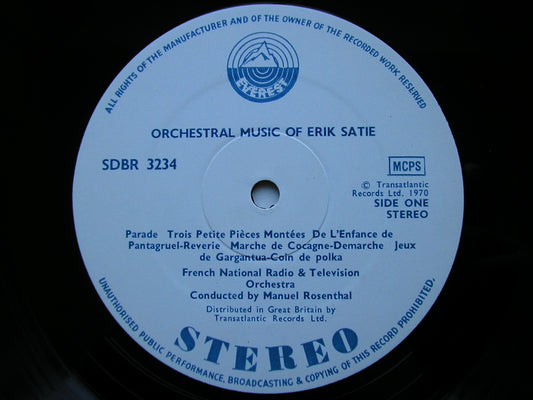 ALL RIGHTS OF THE MANUFACTURER AND OF THE OWNER OF THE RECORDED WORK RESERVED
EVEREST
ORCHESTRAL MUSIC OF ERIK SATIE
SDBR 3234
MCPS
© Transatlantic
Records Ltd. 1970
SIDE ONE
STEREO
Parade Trois Petite Pièces Montées De L'Enfance de
Pantagruel-Reverie Marche de Cocagne-Demarche Jeux
de Gargantua-Coin de polka
French National Radio & Television
Orchestra
Conducted by Manuel Rosenthal
Distributed in Great Britain by
Transatlantic Records Ltd.
STEREO
UNAUTHORISED PUBLIC PERFORMANCE, BROADCASTING & COPYING OF THIS RECORD PROHIBITED.